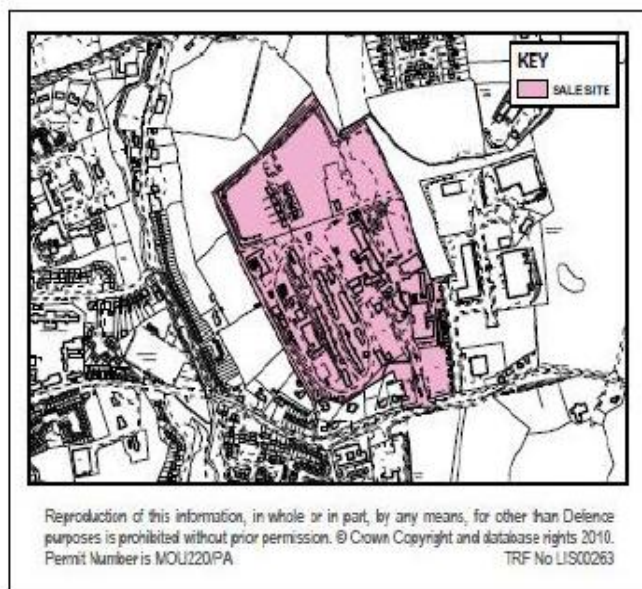 KEY
SALE SITE
Reproduction of this information, in whole or in part, by any means, for other than Defence
purposes is prohibited without prior permission. © Crown Copyright and database rights 2010.
Permit Number is MOU220/PA TRF No LIS00263